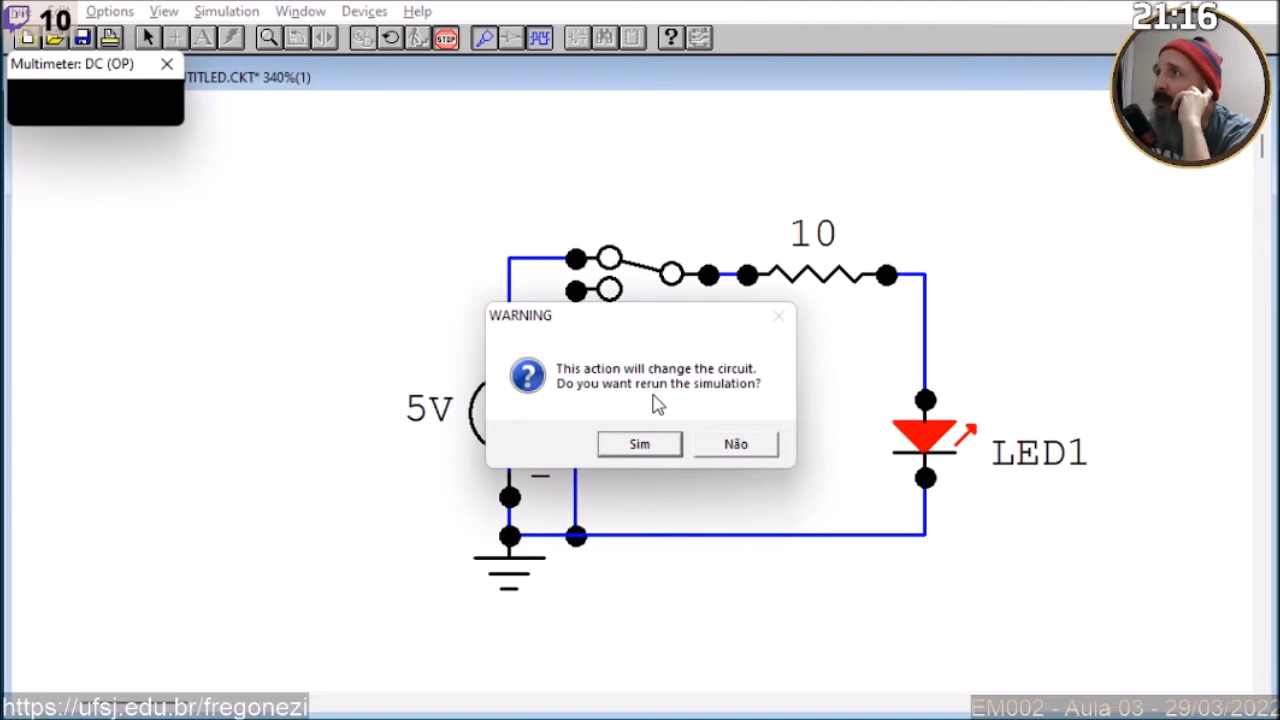 10
Options View Simulation Window Devices Help
21:16
STOP
?
Multimeter: DC (OP)
TITLED.CKT* 340%(1)
10
WARNING
This action will change the circuit.
Do you want rerun the simulation?
5V
Sim Não
LED1
https://ufsj.edu.br/fregonezi
EM002 - Aula 03 - 29/03/2022